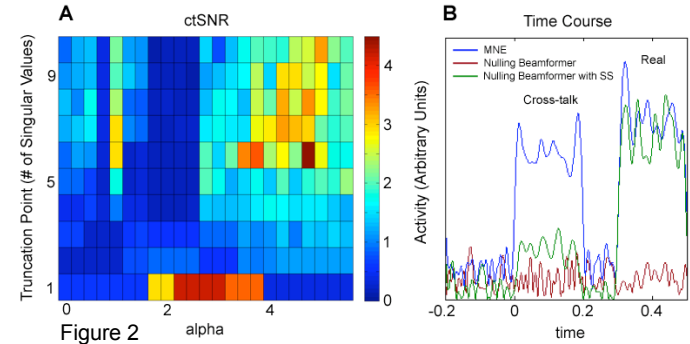 A
ctSNR
Truncation Point (# of Singular Values)
9
5
1
0
2
4
alpha
4
3
2
1
0
Figure 2
B
Time Course
MNE
Nulling Beamformer
Nulling Beamformer with SS
Cross-talk
Real
Activity (Arbitrary Units)
-0.2
0
0.2
0.4
time